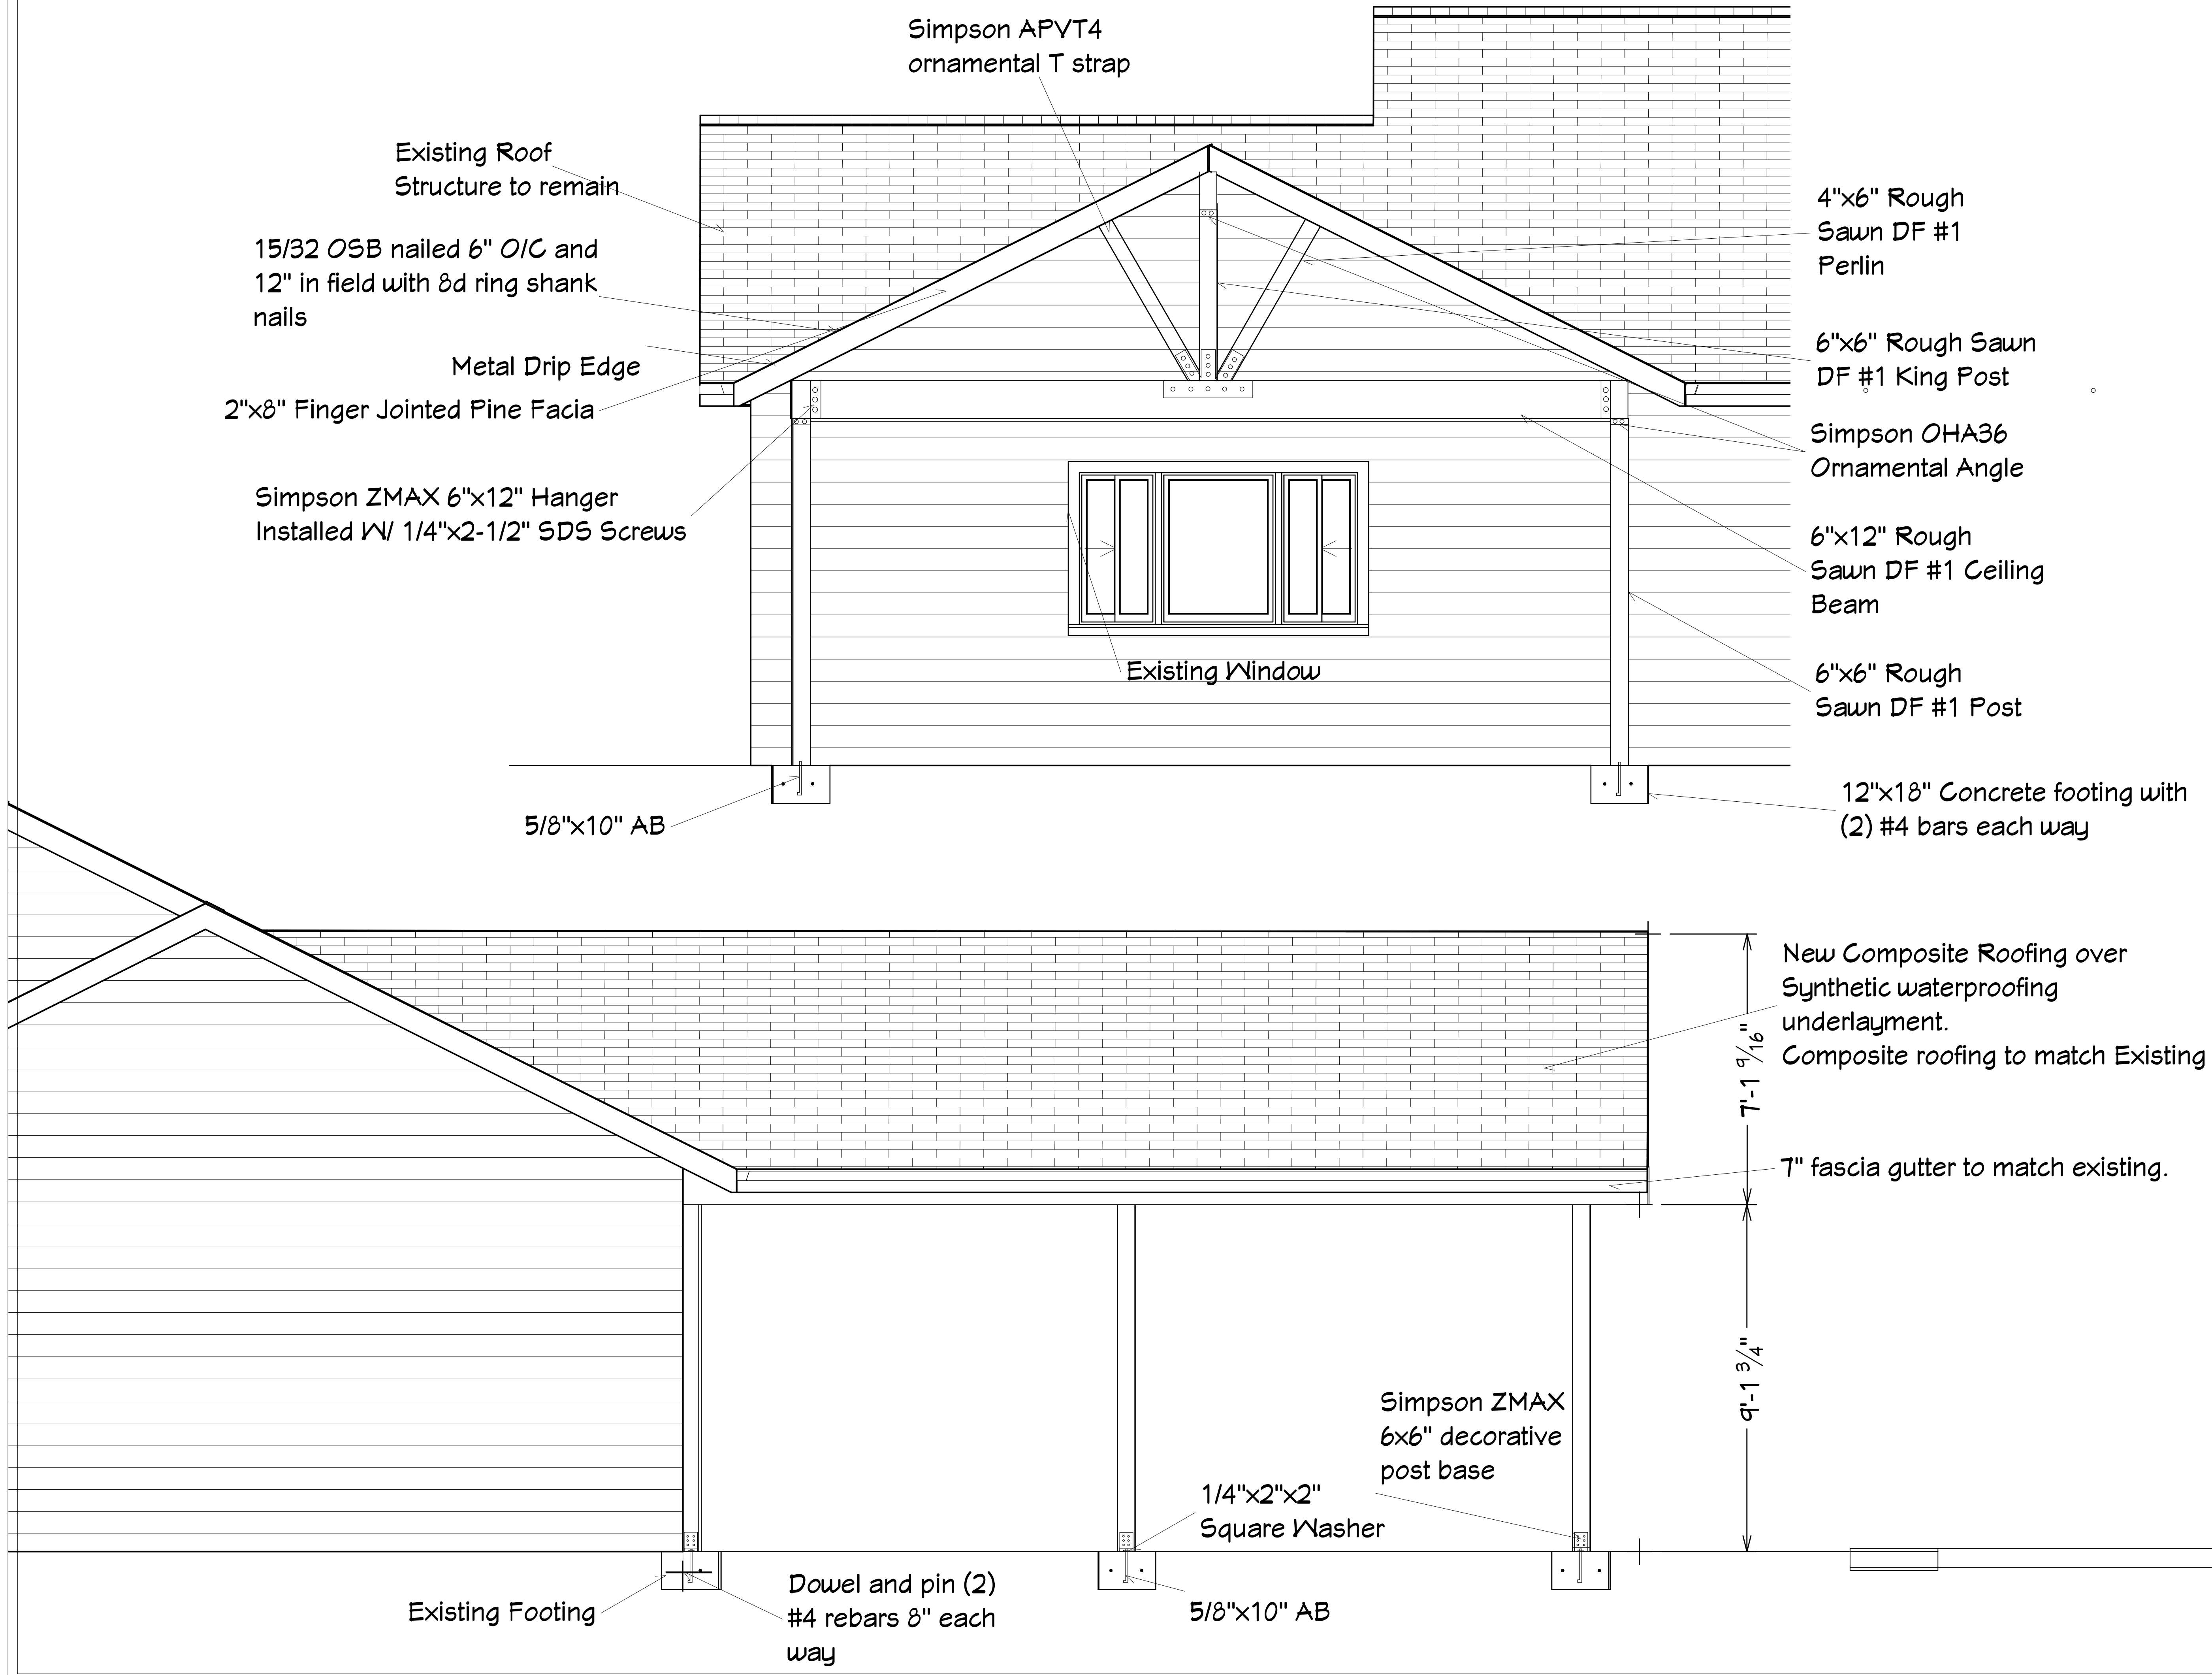 Simpson APVT4
ornamental T strap
Existing Roof
Structure to remain
15/32 OSB nailed 6" O/C and
12" in field with 8d ring shank
nails
Metal Drip Edge
2"x8" Finger Jointed Pine Facia
Simpson ZMAX 6"x12" Hanger
Installed W/ 1/4"x2-1/2" SDS Screws
4"x6" Rough
Sawn DF #1
Perlin
6"x6" Rough Sawn
DF #1 King Post
Simpson OHA36
Ornamental Angle
6"x12" Rough
Sawn DF #1 Ceiling
Beam
6"x6" Rough
Sawn DF #1 Post
Existing Window
5/8"x10" AB
12"x18" Concrete footing with
(2) #4 bars each way
New Composite Roofing over
Synthetic waterproofing
underlayment.
Composite roofing to match Existing
7'-1 9/16"
7" fascia gutter to match existing.
9'-1 3/4"
Simpson ZMAX
6x6" decorative
post base
1/4"x2"x2"
Square Washer
Existing Footing
Dowel and pin (2)
#4 rebars 8" each
way
5/8"x10" AB